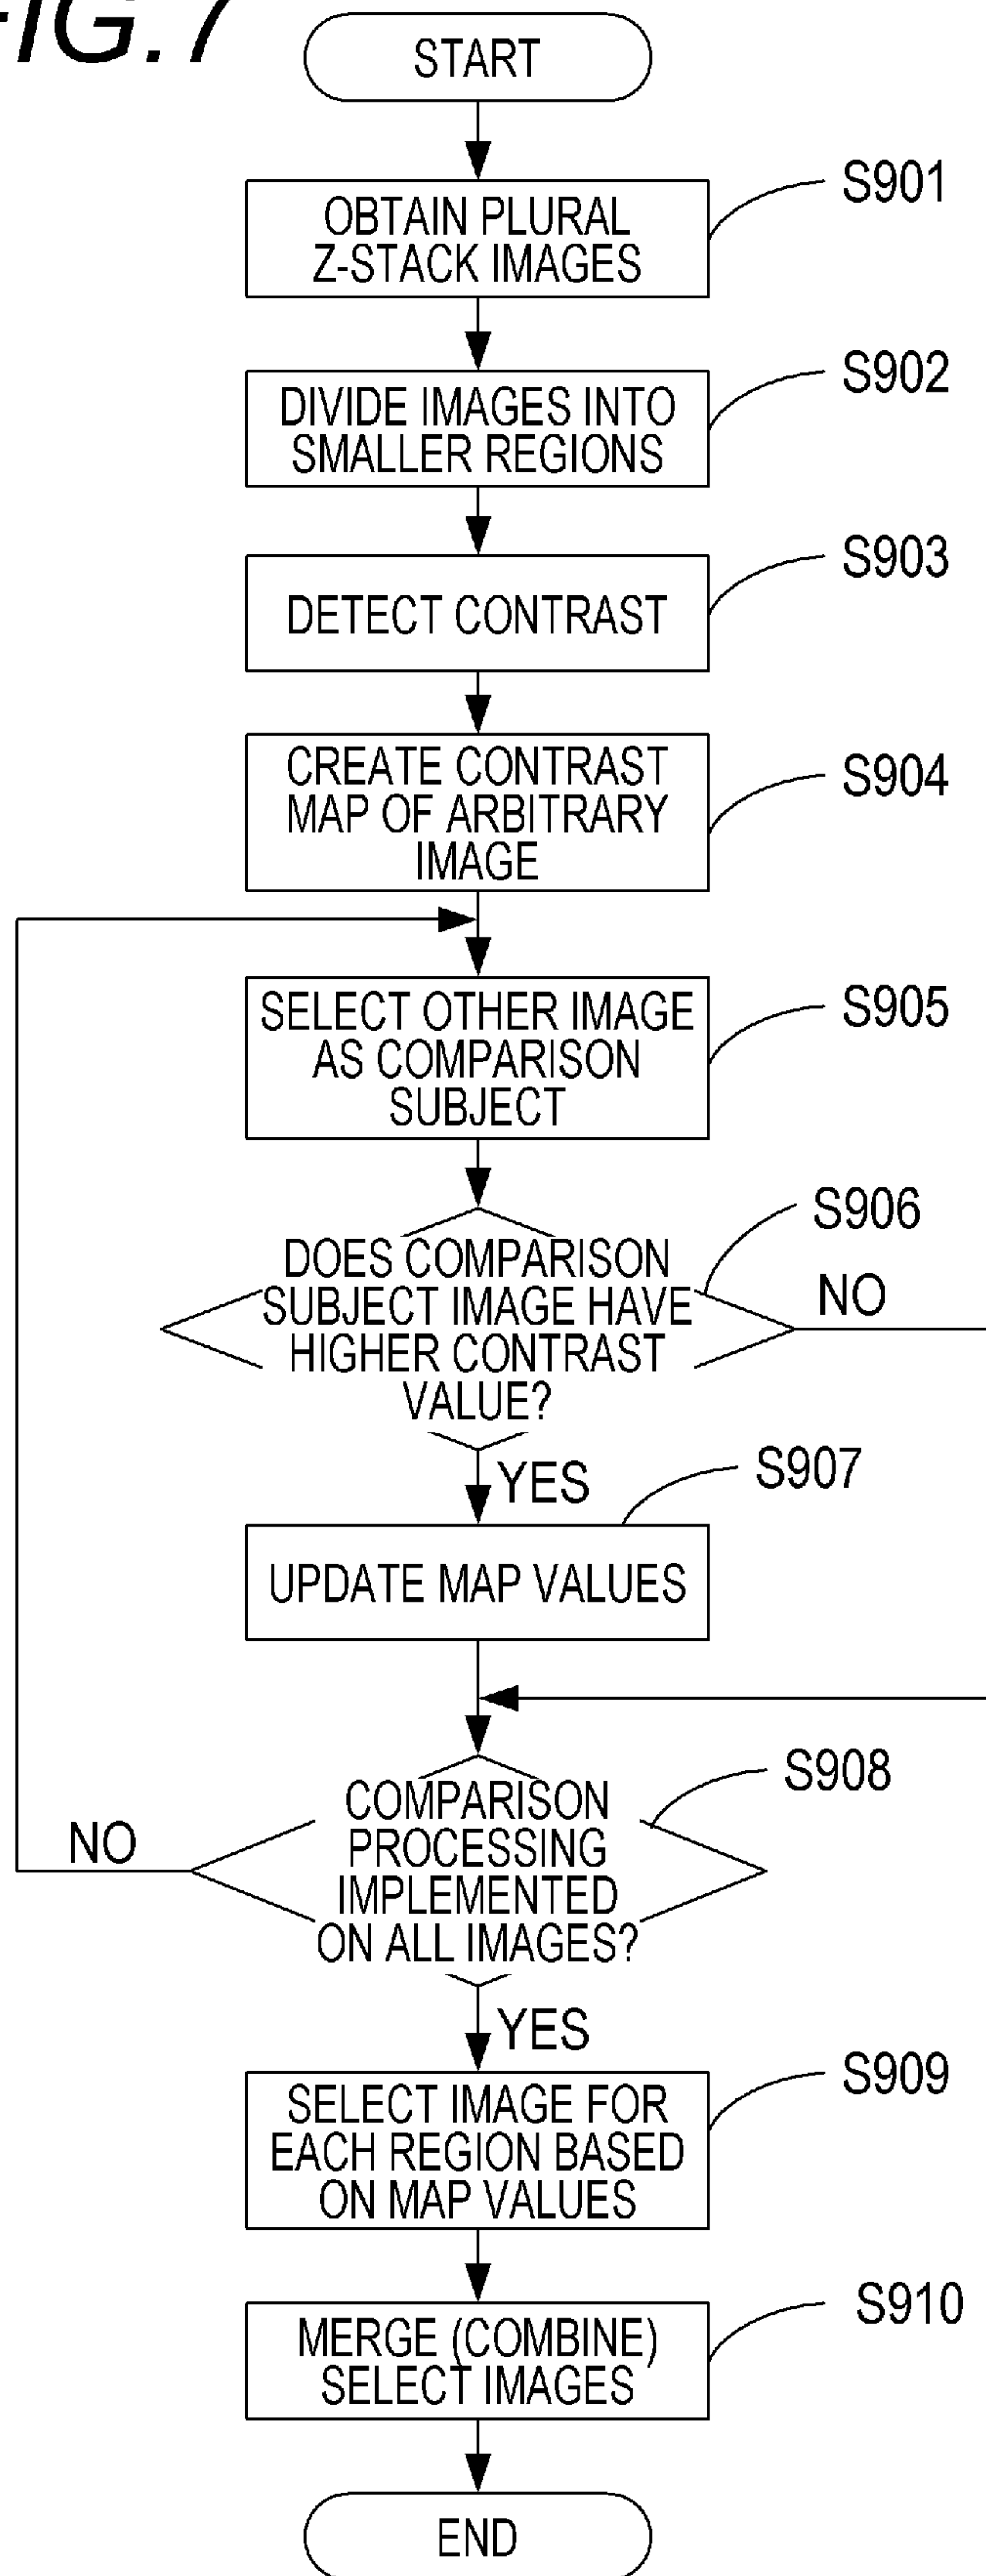 FIG.7
START
OBTAIN PLURAL
Z-STACK IMAGES
S901
DIVIDE IMAGES INTO
SMALLER REGIONS
S902
DETECT CONTRAST
S903
CREATE CONTRAST
MAP OF ARBITRARY
IMAGE
S904
SELECT OTHER IMAGE
AS COMPARISON
SUBJECT
S905
DOES COMPARISON
SUBJECT IMAGE HAVE
HIGHER CONTRAST
VALUE?
S906
NO
YES
UPDATE MAP VALUES
S907
COMPARISON
PROCESSING
IMPLEMENTED
ON ALL IMAGES?
S908
NO
YES
SELECT IMAGE FOR
EACH REGION BASED
ON MAP VALUES
S909
MERGE (COMBINE)
SELECT IMAGES
S910
END